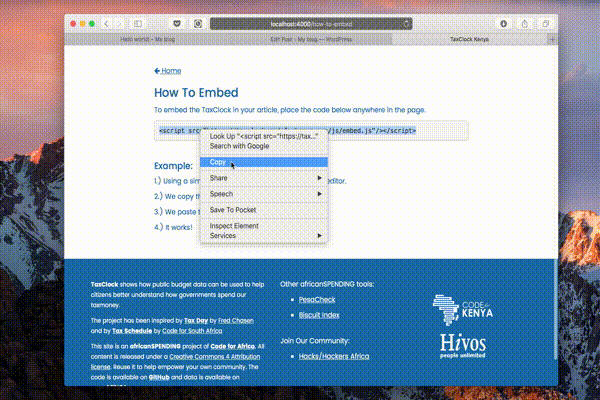 localhost:4000/how-to-embed
Hello world! – My blog
Edit Post ‹ My blog — WordPress
TaxClock Kenya
← Home
How To Embed
To embed the TaxClock in your article, place the code below anywhere in the page.
<script src= /js/embed.js"/></script>
Look Up "<script src="https://tax..."
Search with Google
Copy
Share
Speech
Save To Pocket
Inspect Element
Services
Example:
1.) Using a sim editor.
2.) We copy th
3.) We paste t
4.) It works!
TaxClock shows how public budget data can be used to help
citizens better understand how governments spend our
taxmoney.
The project has been inspired by Tax Day by Fred Chasen
and by Tax Schedule by Code for South Africa
This site is an africanSPENDING project of Code for Africa. All
content is released under a Creative Commons 4 Attribution
license. Reuse it to help empower your own community. The
code is available on GitHub and data is available on
Other africanSPENDING tools:
PesaCheck
Biscuit Index
Join Our Community:
Hacks/Hackers Africa
CODE for
KENYA
Hivos
people unlimited